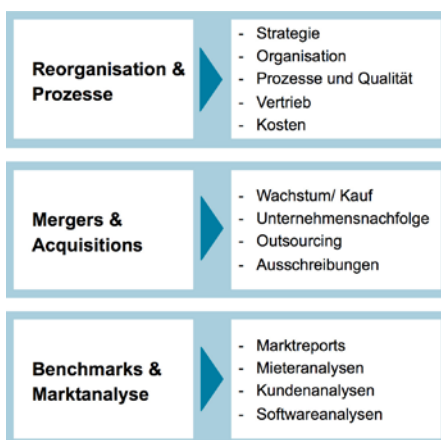 Reorganisation &
Prozesse
- Strategie
- Organisation
- Prozesse und Qualität
- Vertrieb
- Kosten
Mergers &
Acquisitions
- Wachstum/ Kauf
- Unternehmensnachfolge
- Outsourcing
- Ausschreibungen
Benchmarks &
Marktanalyse
- Marktreports
- Mieteranalysen
- Kundenanalysen
- Softwareanalysen